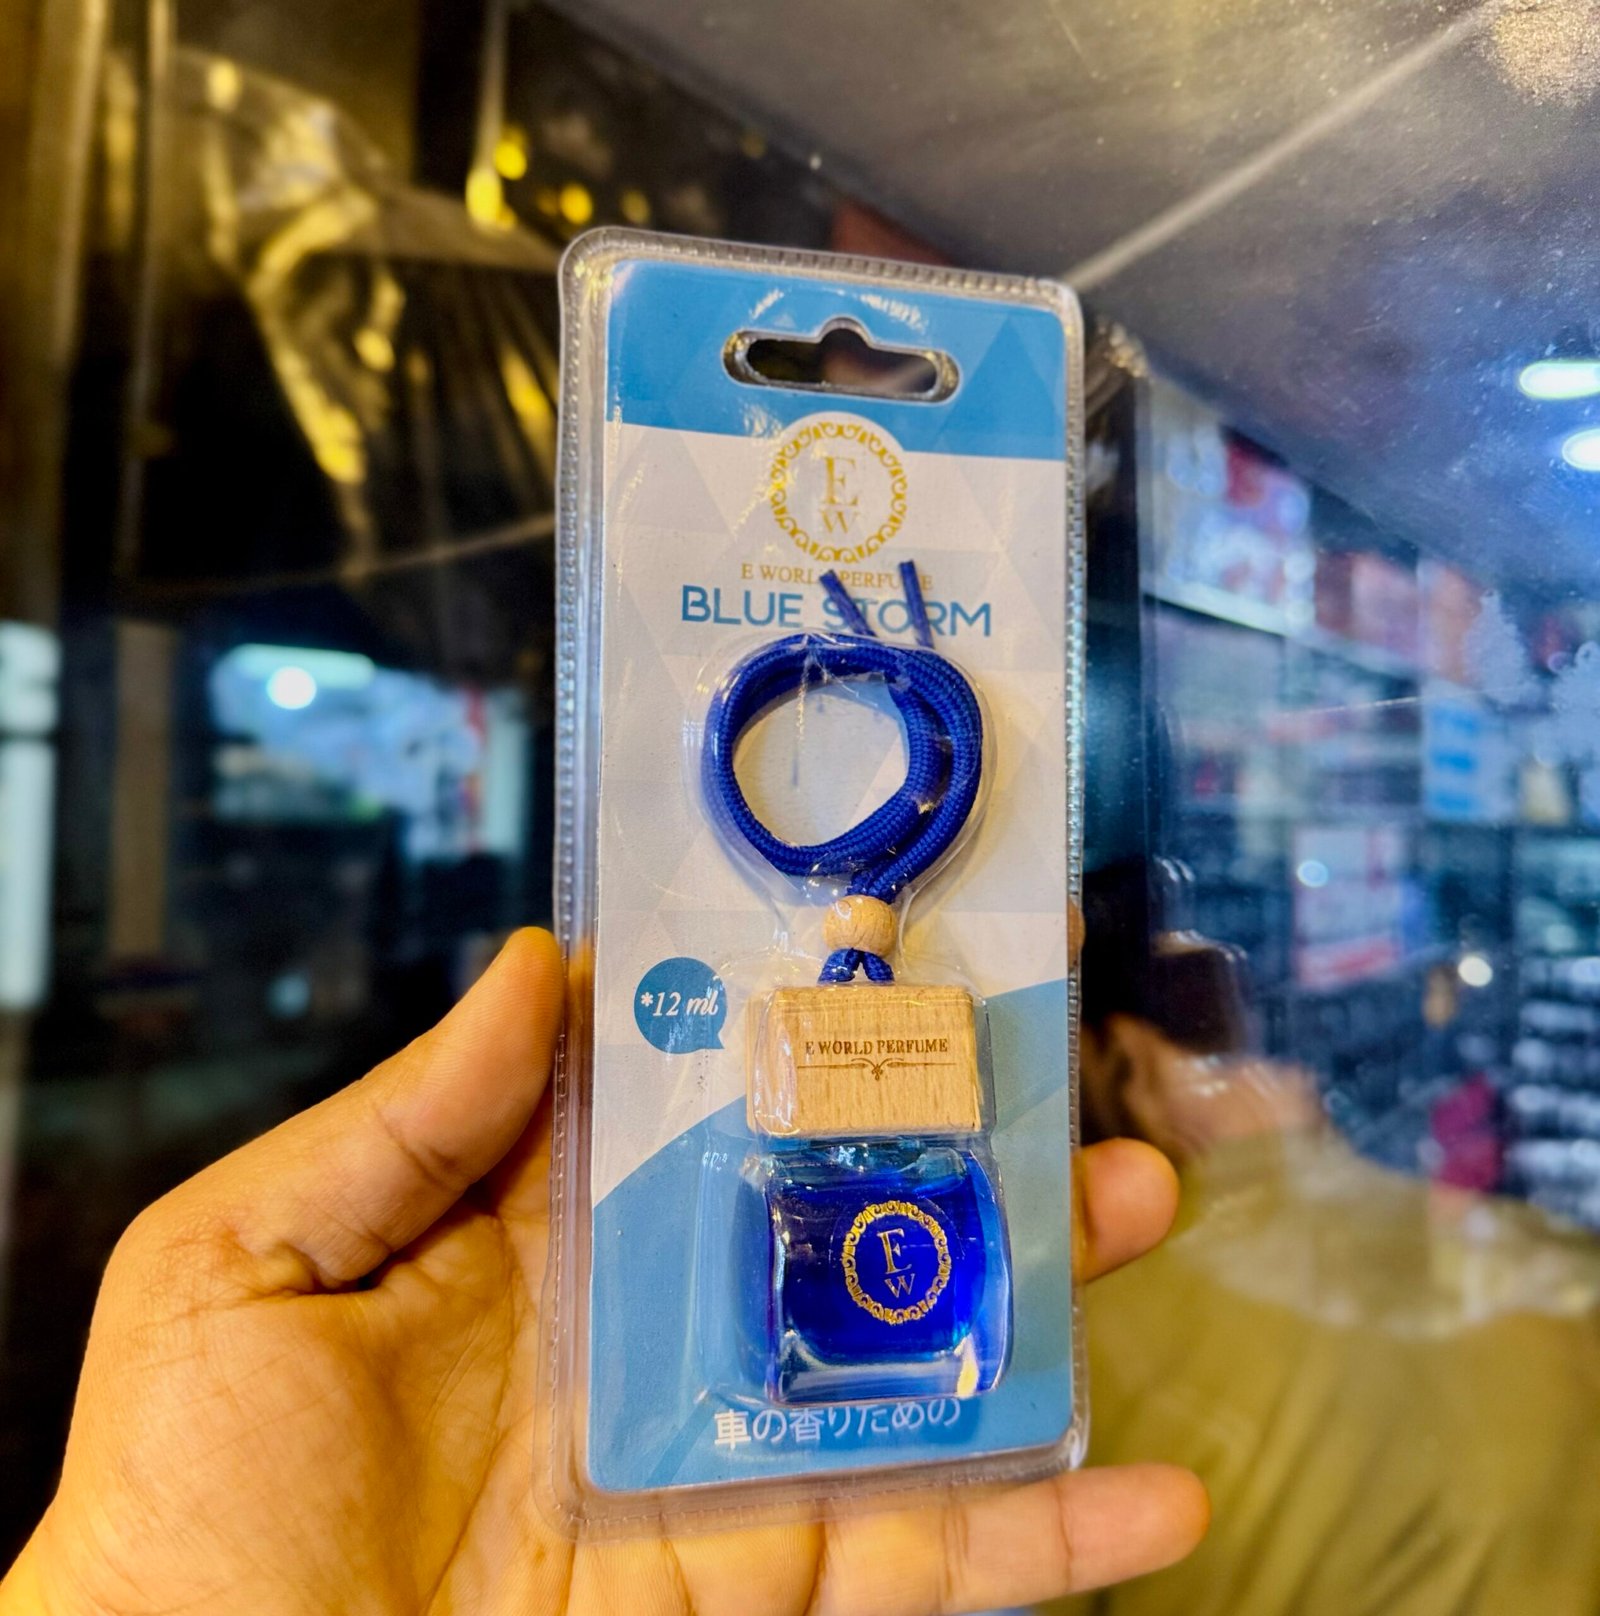 E
W
E WORLD PERFUME
BLUE STORM
*12 ml
E WORLD PERFUME
E
W
車の香りための